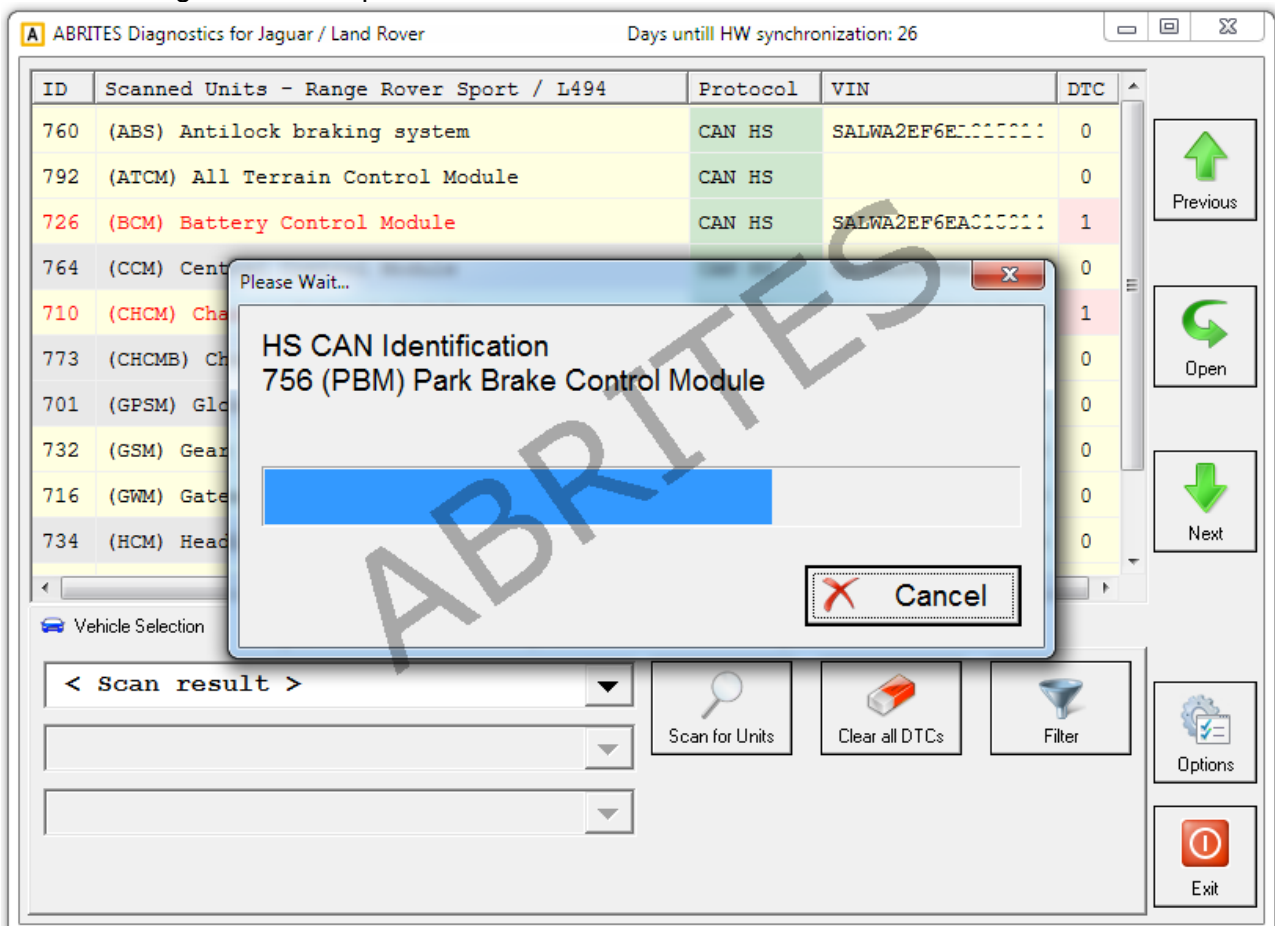 A ABRITES Diagnostics for Jaguar / Land Rover Days untill HW synchronization: 26
ID Scanned Units - Range Rover Sport / L494 Protocol VIN DTC
760 (ABS) Antilock braking system CAN HS 0
792 (ATCM) All Terrain Control Module CAN HS 0
726 (BCM) Battery Control Module CAN HS 1
764 (CCM) Cent 0
710 (CHCM) Cha 1
773 (CHCMB) Ch 0
701 (GPSM) Glo 0
732 (GSM) Gear 0
716 (GWM) Gate 0
734 (HCM) Head 0
Please Wait...
HS CAN Identification
756 (PBM) Park Brake Control Module
Cancel
ABRITES
Previous
Open
Next
Vehicle Selection
< Scan result >
Scan for Units
Clear all DTCs
Filter
Options
Exit